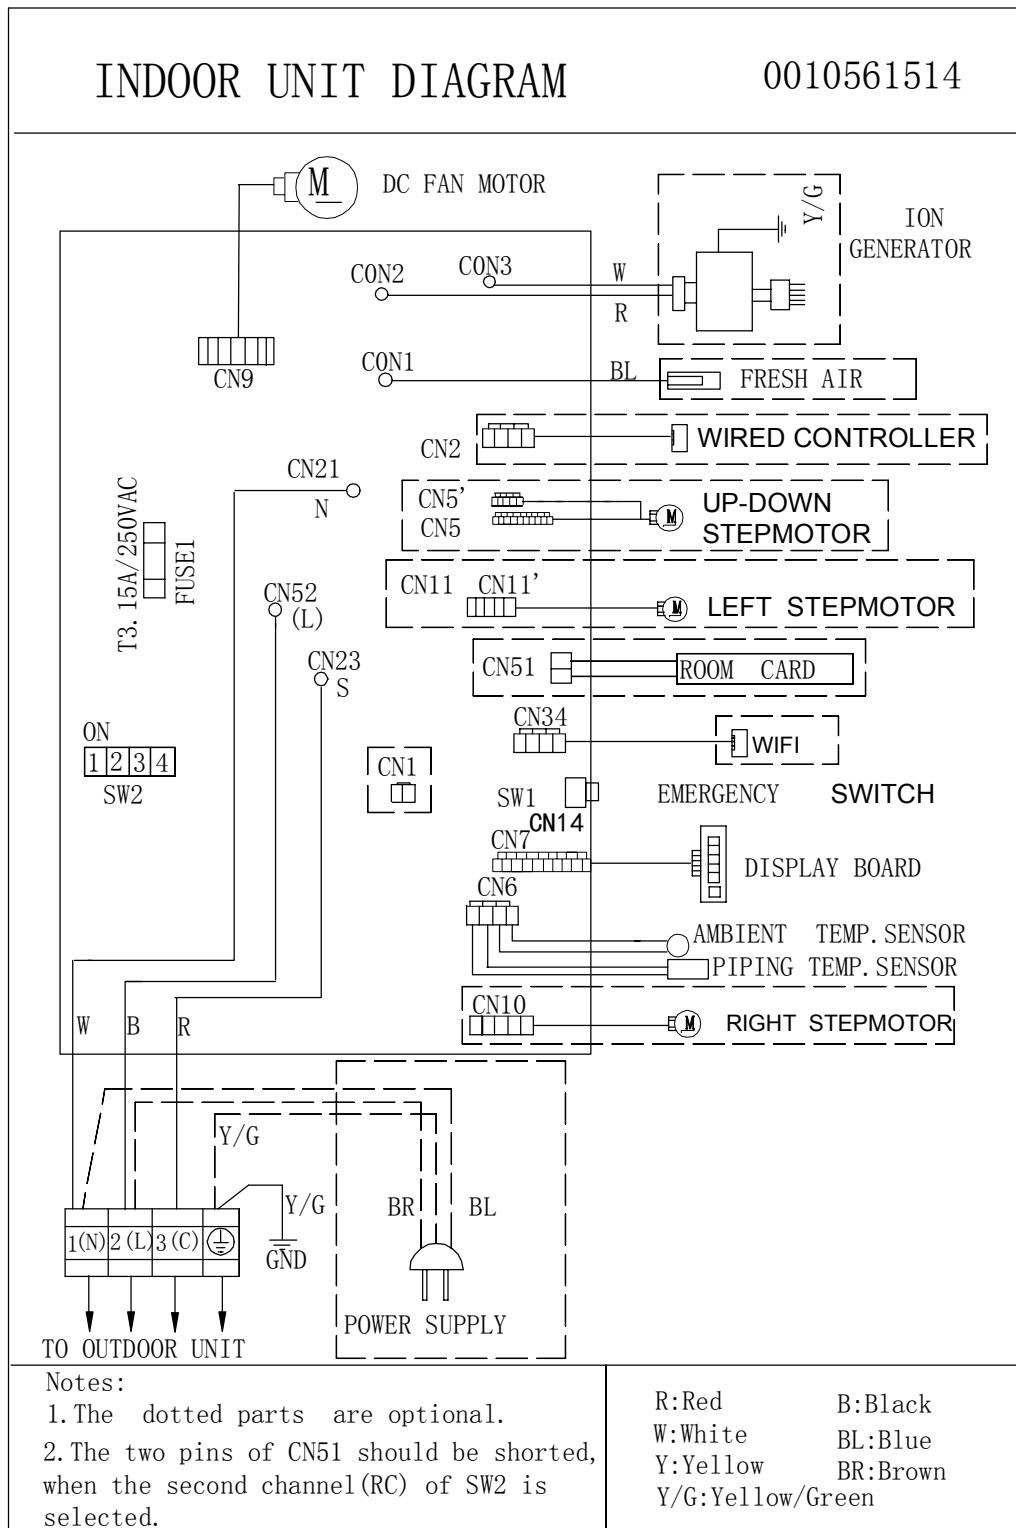 INDOOR UNIT DIAGRAM 0010561514
M DC FAN MOTOR
Y/G
ION
GENERATOR
CON2 CON3 W
R
CN9
CON1 BL FRESH AIR
CN2 WIRED CONTROLLER
CN21
N
CN5' UP-DOWN
CN5 M STEPMOTOR
T3.15A/250VAC
FUSE1
CN52
(L)
CN11 CN11' M LEFT STEPMOTOR
CN23
S
CN51 ROOM CARD
ON
1 2 3 4
SW2
CN34 WIFI
CN1
SW1 EMERGENCY SWITCH
CN14
CN7 DISPLAY BOARD
CN6
AMBIENT TEMP.SENSOR
PIPING TEMP.SENSOR
CN10 M RIGHT STEPMOTOR
W B R
Y/G
Y/G BR BL
1(N) 2(L) 3(C)
GND
POWER SUPPLY
TO OUTDOOR UNIT
Notes:
1.The dotted parts are optional.
2.The two pins of CN51 should be shorted,
when the second channel(RC) of SW2 is
selected.
R:Red B:Black
W:White BL:Blue
Y:Yellow BR:Brown
Y/G:Yellow/Green